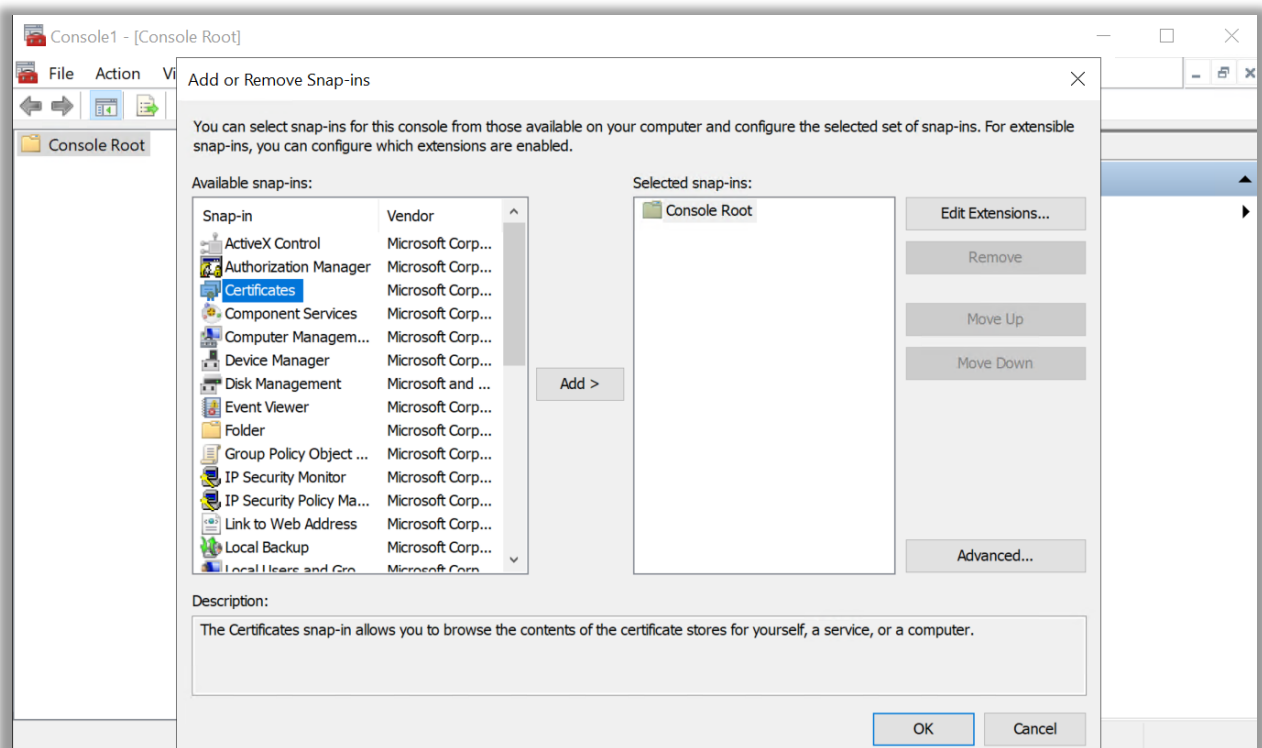 Console1 - [Console Root]
File Action Vi
Add or Remove Snap-ins
Console Root
You can select snap-ins for this console from those available on your computer and configure the selected set of snap-ins. For extensible
snap-ins, you can configure which extensions are enabled.
Available snap-ins:
Snap-in Vendor
ActiveX Control Microsoft Corp...
Authorization Manager Microsoft Corp...
Certificates Microsoft Corp...
Component Services Microsoft Corp...
Computer Managem... Microsoft Corp...
Device Manager Microsoft Corp...
Disk Management Microsoft and ...
Event Viewer Microsoft Corp...
Folder Microsoft Corp...
Group Policy Object ... Microsoft Corp...
IP Security Monitor Microsoft Corp...
IP Security Policy Ma... Microsoft Corp...
Link to Web Address Microsoft Corp...
Local Backup Microsoft Corp...
Local Users and Gro... Microsoft Corp...
Add >
Selected snap-ins:
Console Root
Edit Extensions...
Remove
Move Up
Move Down
Advanced...
Description:
The Certificates snap-in allows you to browse the contents of the certificate stores for yourself, a service, or a computer.
OK Cancel